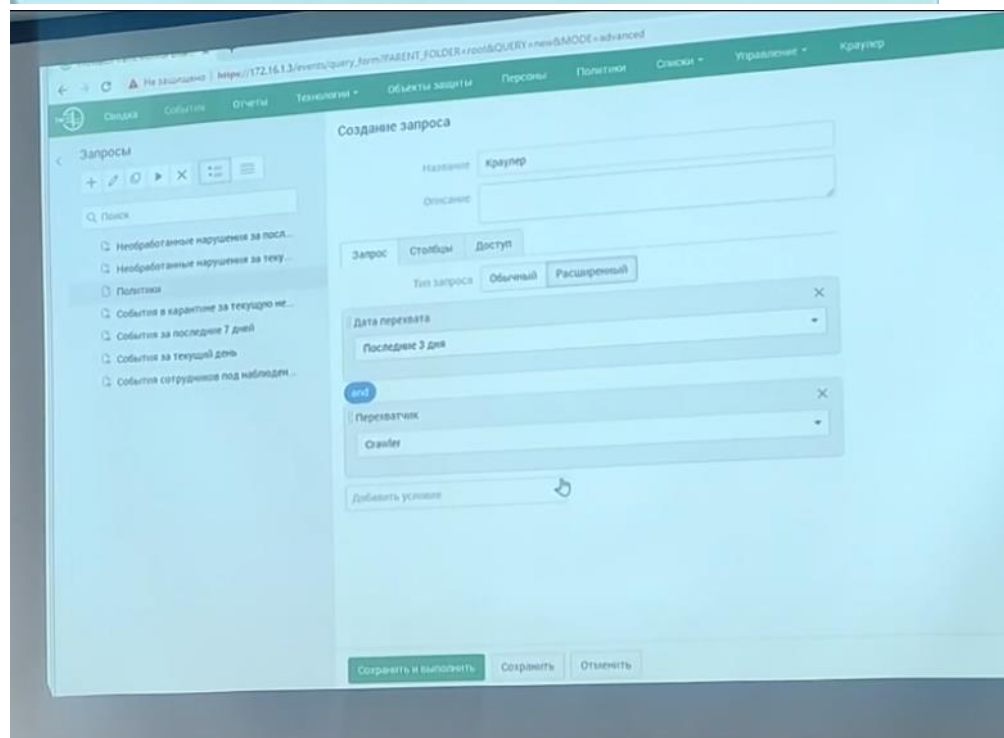 Не защищено https://172.16.1.3/events/query_form?PARENT_FOLDER=root&QUERY=new&MODE=advanced
Сводка События Отчеты Технологии Объекты защиты Персоны Политики Списки Управление Краулер
Запросы
Поиск
Необработанные нарушения за посл...
Необработанные нарушения за теку...
Политики
События в карантине за текущую не...
События за последние 7 дней
События за текущий день
События сотрудников под наблюден...
Создание запроса
Название Краулер
Описание
Запрос Столбцы Доступ
Тип запроса Обычный Расширенный
Дата перехвата
Последние 3 дня
and
Перехватчик
Crawler
Добавить условие
Сохранить и выполнить Сохранить Отменить